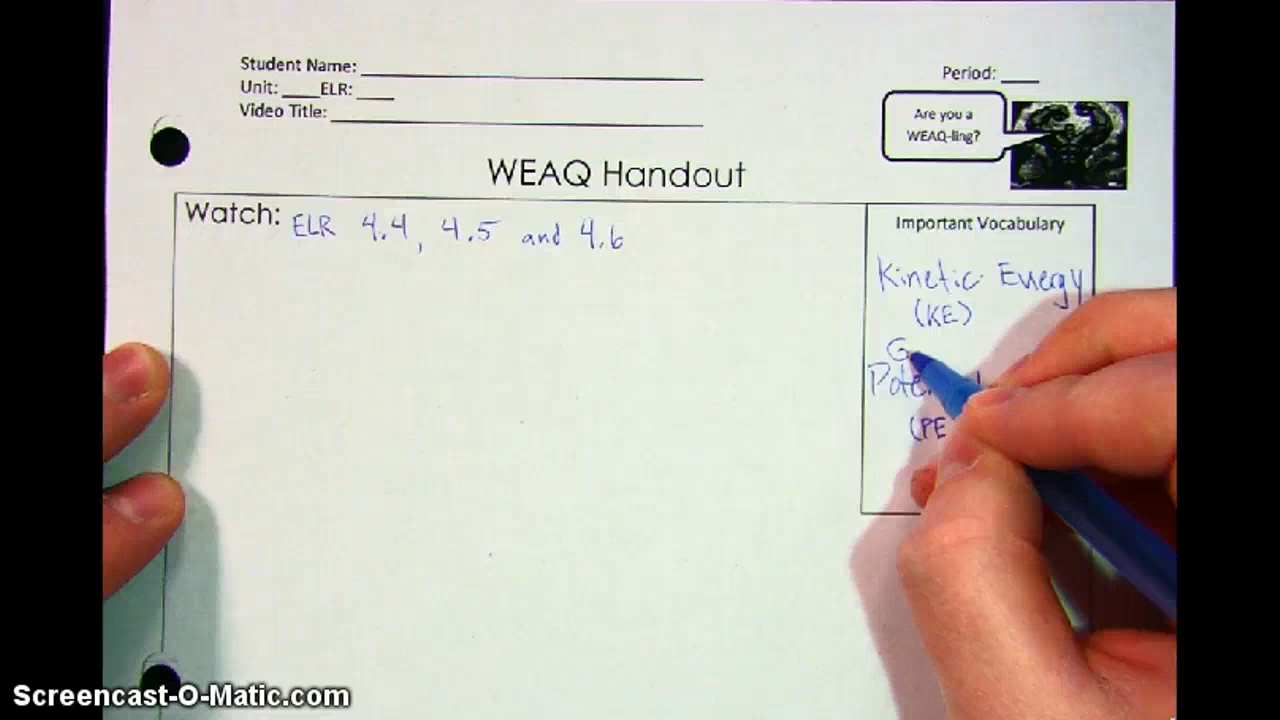 Student Name:
Period:
Unit: ELR:
Video Title:
Are you a
WEAQ-ling?
WEAQ Handout
Watch: ELR 4.4, 4.5 and 4.6
Important Vocabulary
Kinetic Energy
(KE)
G
(PE
Screencast-O-Matic.com